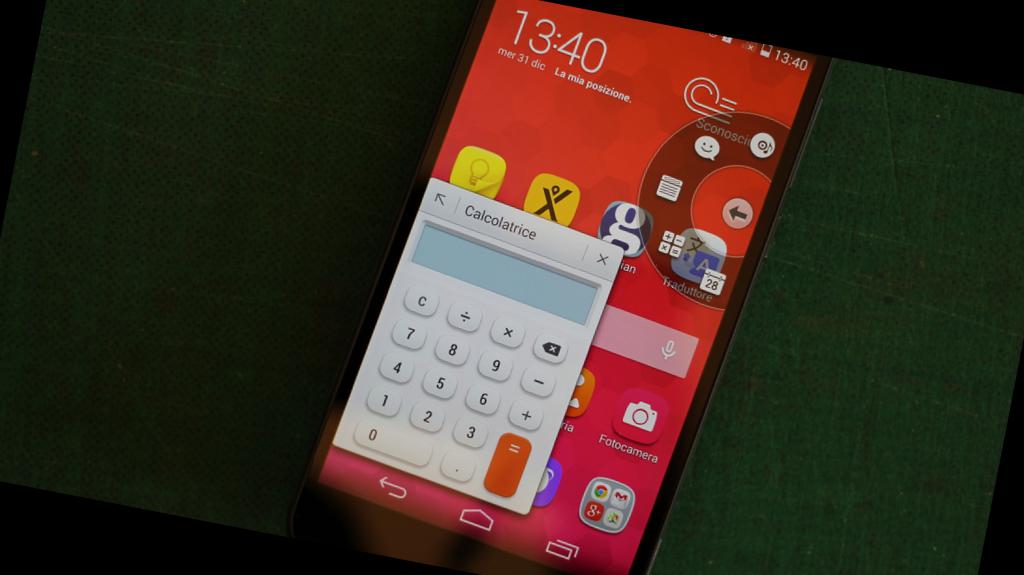 13:40
13:40
mer 31 dic La mia posizione.
Sconosci
Calcolatrice
Traduttore
28
C ÷ × 
7 8 9 −
4 5 6 +
1 2 3 =
0 .
Fotocamera